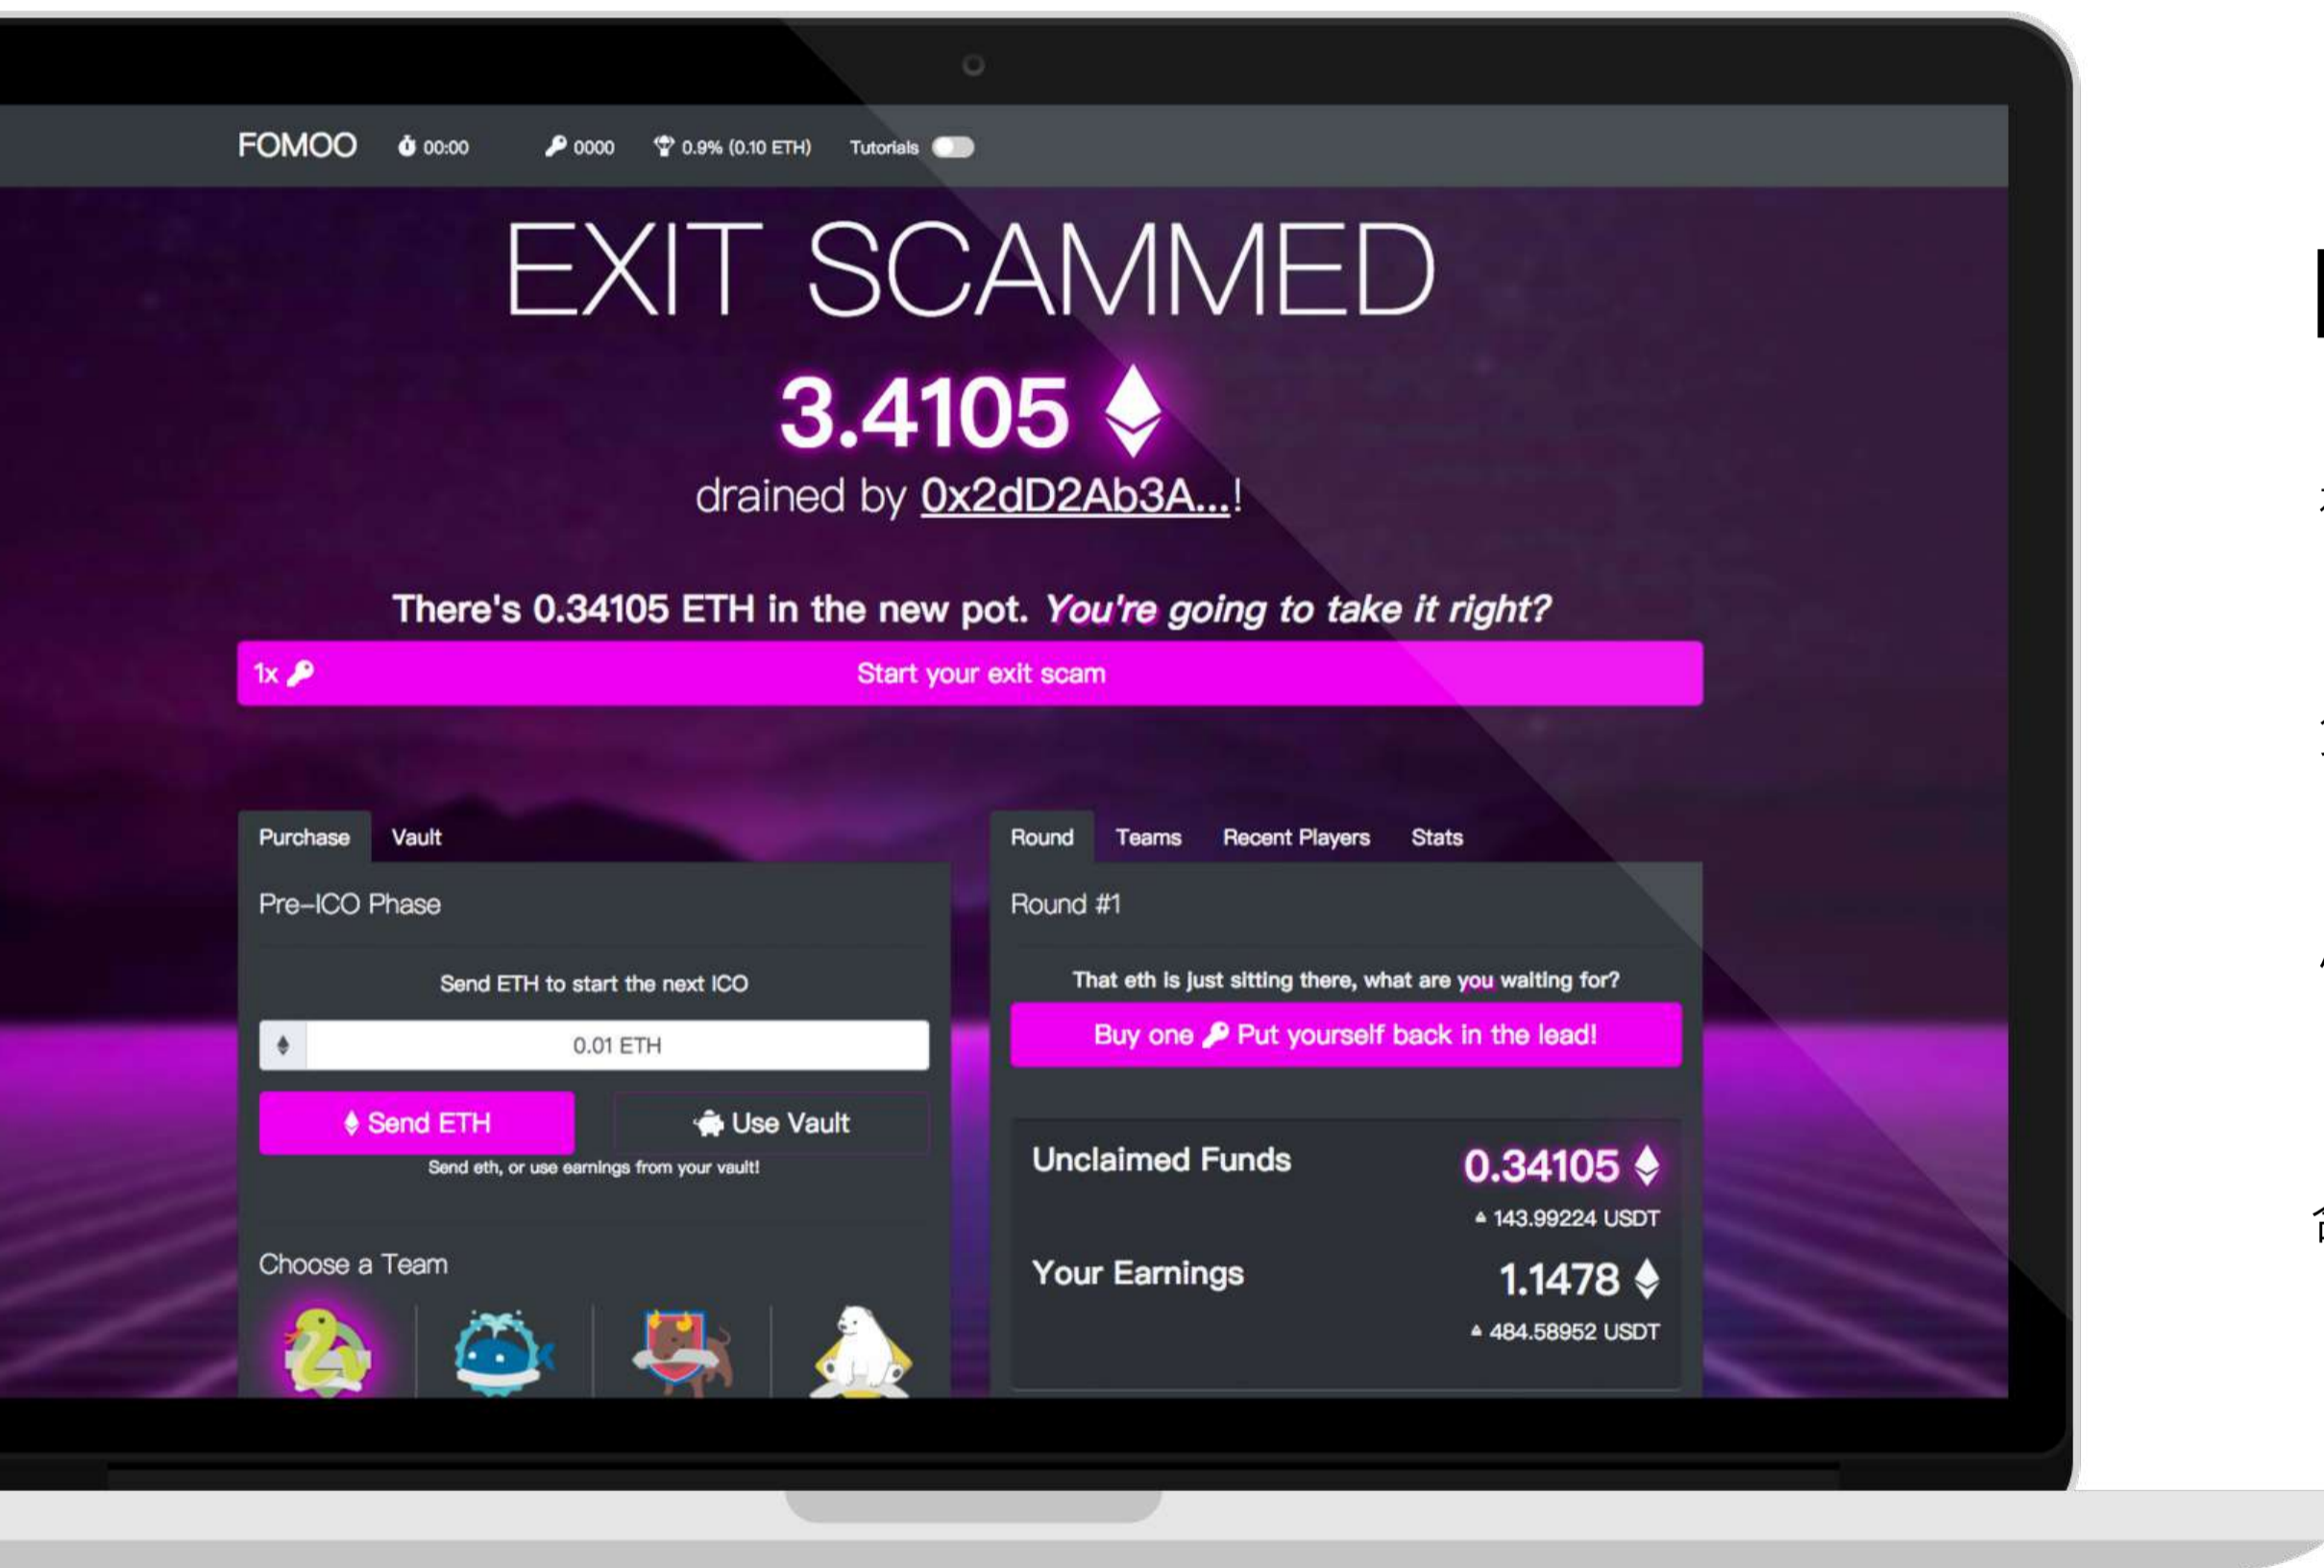 FOMOO 00:00 0000 0.9% (0.10 ETH) Tutorials
EXIT SCAMMED
3.4105
drained by 0x2dD2Ab3A...!
There's 0.34105 ETH in the new pot. You're going to take it right?
1x Start your exit scam
Purchase Vault
Pre-ICO Phase
Send ETH to start the next ICO
0.01 ETH
Send ETH Use Vault
Send eth, or use earnings from your vault!
Choose a Team
Round Teams Recent Players Stats
Round #1
That eth is just sitting there, what are you waiting for?
Buy one Put yourself back in the lead!
Unclaimed Funds 0.34105
143.99224 USDT
Your Earnings 1.1478
484.58952 USDT